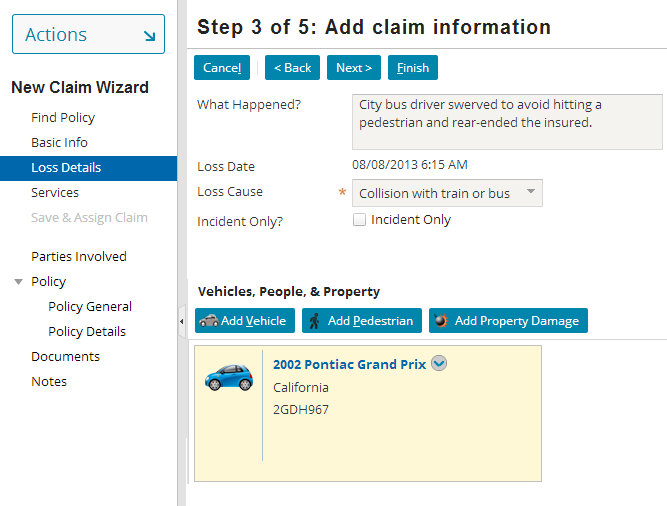 Actions
New Claim Wizard
Find Policy
Basic Info
Loss Details
Services
Save & Assign Claim
Parties Involved
Policy
Policy General
Policy Details
Documents
Notes
Step 3 of 5: Add claim information
Cancel < Back Next > Finish
What Happened? City bus driver swerved to avoid hitting a
pedestrian and rear-ended the insured.
Loss Date 08/08/2013 6:15 AM
Loss Cause * Collision with train or bus
Incident Only? Incident Only
Vehicles, People, & Property
Add Vehicle Add Pedestrian Add Property Damage
2002 Pontiac Grand Prix
California
2GDH967